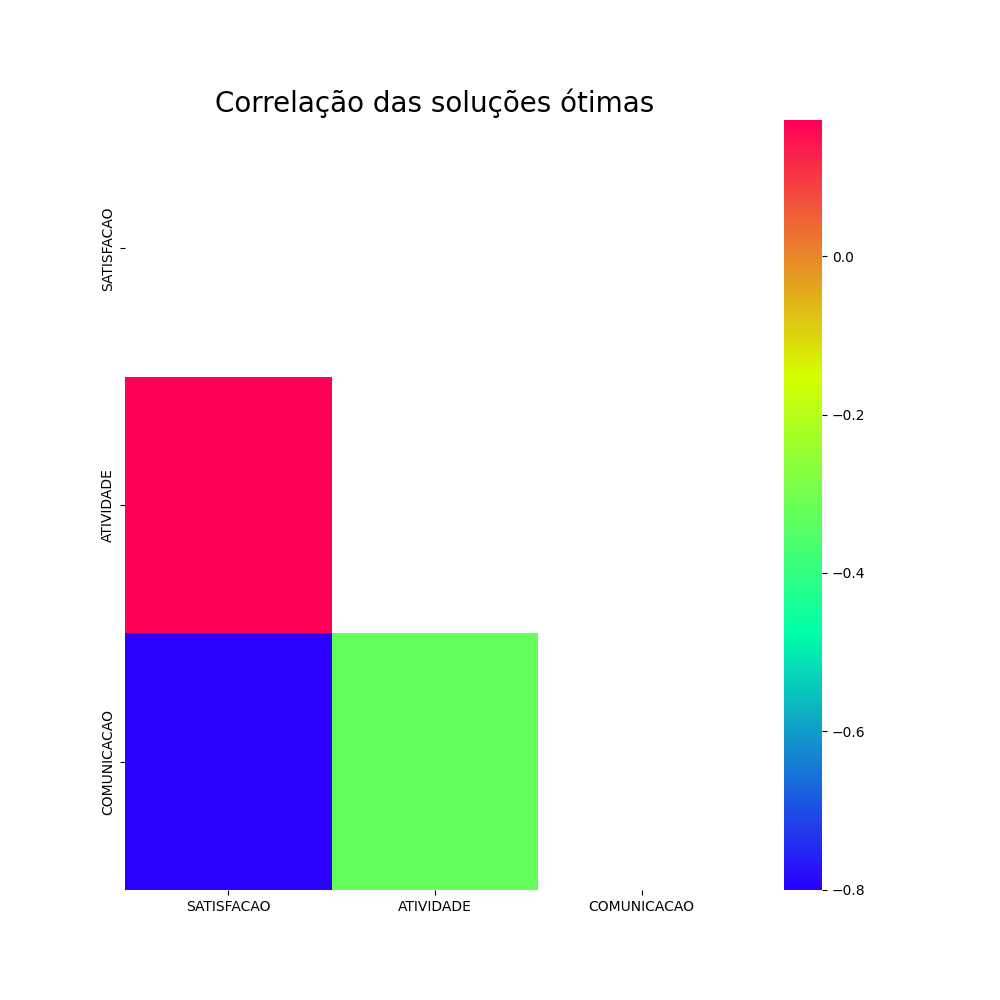 Correlação das soluções ótimas
SATISFACAO
ATIVIDADE
COMUNICACAO
SATISFACAO
ATIVIDADE
COMUNICACAO
0.0
−0.2
−0.4
−0.6
−0.8